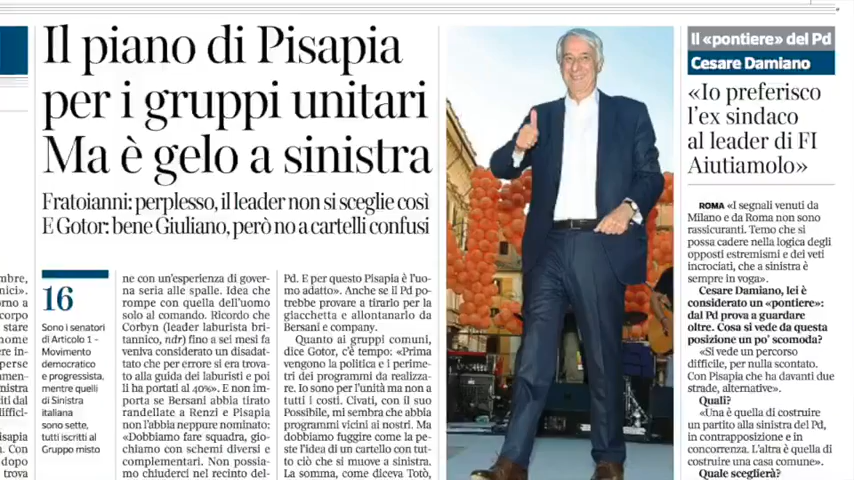 Il piano di Pisapia
per i gruppi unitari
Ma è gelo a sinistra
Fratoianni: perplesso, il leader non si sceglie così
E Gotor: bene Giuliano, però no a cartelli confusi
16
Sono i senatori
di Articolo 1 –
Movimento
democratico
e progressista,
mentre quelli
di Sinistra
italiana
sono sette,
tutti iscritti al
Gruppo misto
ne con un'esperienza di gover-
na seria alle spalle. Idea che
rompe con quella dell'uomo
solo al comando. Ricordo che
Corbyn (leader laburista bri-
tannico, ndr) fino a sei mesi fa
veniva considerato un disadat-
tato che per errore si era trova-
to alla guida dei laburisti e poi
li ha portati al 40%». E non im-
porta se Bersani abbia tirato
randellate a Renzi e Pisapia
non l'abbia neppure nominato:
«Dobbiamo fare squadra, gio-
chiamo con schemi diversi e
complementari. Non possia-
mo chiuderci nel recinto del-
Pd. E per questo Pisapia è l'uo-
mo adatto». Anche se il Pd po-
trebbe provare a tirarlo per la
giacchetta e allontanarlo da
Bersani e company.
Quanto ai gruppi comuni,
dice Gotor, c'è tempo: «Prima
vengono la politica e i perime-
tri dei programmi da realizza-
re. Io sono per l'unità ma non a
tutti i costi. Civati, con il suo
Possibile, mi sembra che abbia
programmi vicini ai nostri. Ma
dobbiamo fuggire come la pe-
ste l'idea di un cartello con tut-
to ciò che si muove a sinistra.
La somma, come diceva Totò,
Il «pontiere» del Pd
Cesare Damiano
«Io preferisco
l'ex sindaco
al leader di FI
Aiutiamolo»
ROMA «I segnali venuti da
Milano e da Roma non sono
rassicuranti. Temo che si
possa cadere nella logica degli
opposti estremismi e dei veti
incrociati, che a sinistra è
sempre in voga».
Cesare Damiano, lei è
considerato un «pontiere»:
dal Pd prova a guardare
oltre. Cosa si vede da questa
posizione un po' scomoda?
«Si vede un percorso
difficile, per nulla scontato.
Con Pisapia che ha davanti due
strade, alternative».
Quali?
«Una è quella di costruire
un partito alla sinistra del Pd,
in contrapposizione e in
concorrenza. L'altra è quella di
costruire una casa comune».
Quale sceglierà?